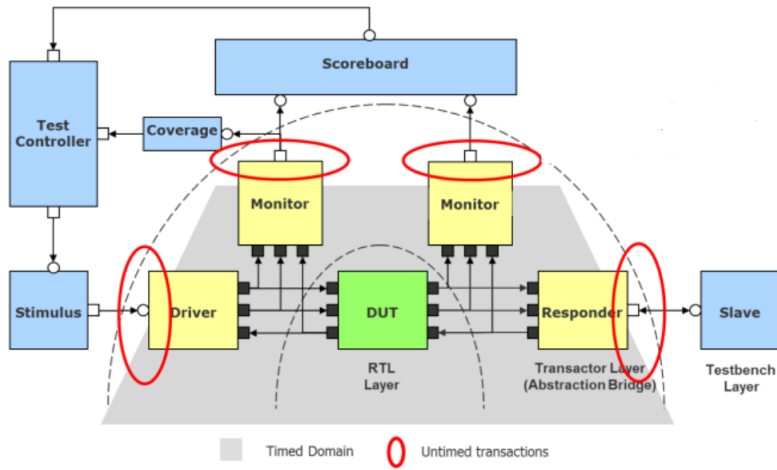 Scoreboard
Test
Controller
Coverage
Monitor
Monitor
Stimulus
Driver
DUT
Responder
Slave
RTL
Layer
Transactor Layer
(Abstraction Bridge)
Testbench
Layer
Timed Domain
Untimed transactions